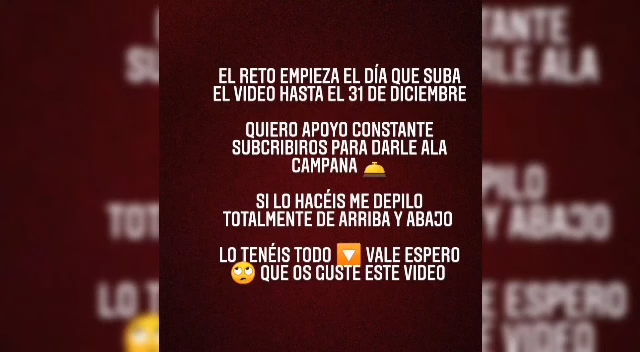 EL RETO EMPIEZA EL DÍA QUE SUBA
EL VIDEO HASTA EL 31 DE DICIEMBRE
QUIERO APOYO CONSTANTE
SUBCRIBIROS PARA DARLE ALA
CAMPANA 🛎️
SI LO HACÉIS ME DEPILO
TOTALMENTE DE ARRIBA Y ABAJO
LO TENÉIS TODO 🔽 VALE ESPERO
🙄 QUE OS GUSTE ESTE VIDEO